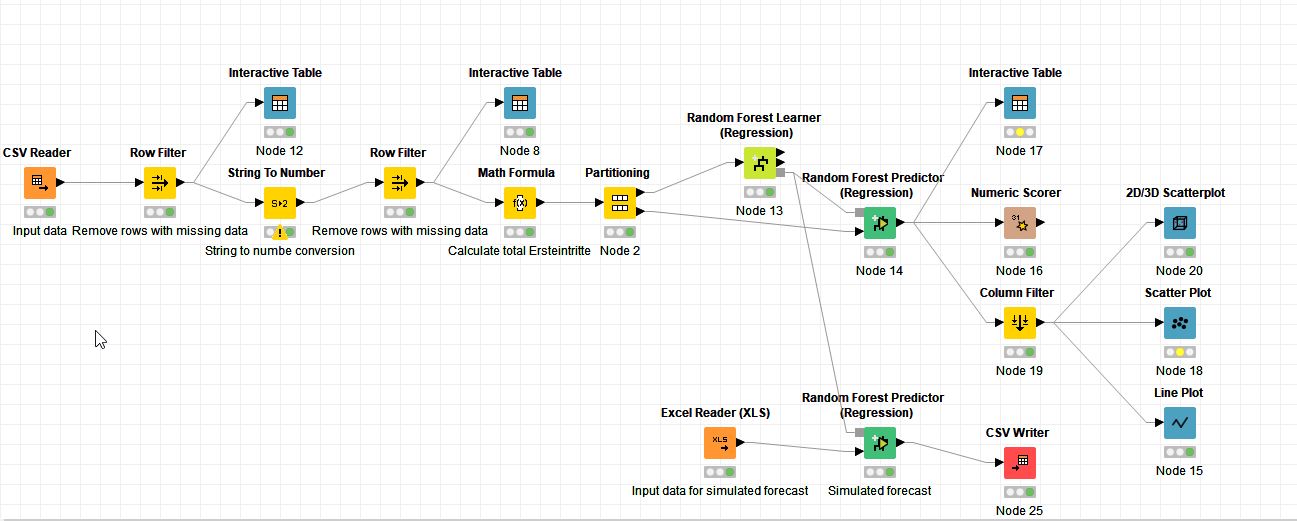 Interactive Table
Node 12
Interactive Table
Node 8
Interactive Table
Node 17
CSV Reader
Input data
Row Filter
Remove rows with missing data
String To Number
S▸2
String to numbe conversion
Row Filter
Remove rows with missing data
Math Formula
f(x)
Calculate total Ersteintritte
Partitioning
Node 2
Random Forest Learner
(Regression)
Node 13
Random Forest Predictor
(Regression)
Node 14
Numeric Scorer
31
Node 16
2D/3D Scatterplot
Node 20
Column Filter
Node 19
Scatter Plot
Node 18
Line Plot
Node 15
Excel Reader (XLS)
XLS
Input data for simulated forecast
Random Forest Predictor
(Regression)
Simulated forecast
CSV Writer
Node 25